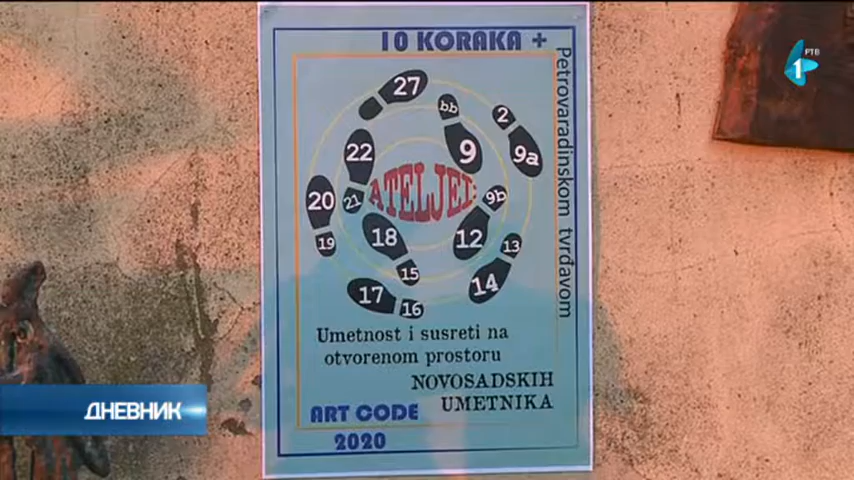 10 KORAKA +
Petrovaradinskom tvrđavom
РТВ
1
27
bb
2
22
9
9a
ATELJEI:
20
21
9b
19
18
12
13
15
14
17
16
Umetnost i susreti na
otvorenom prostoru
NOVOSADSKIH
UMETNIKA
ART CODE
2020
ДНЕВНИК